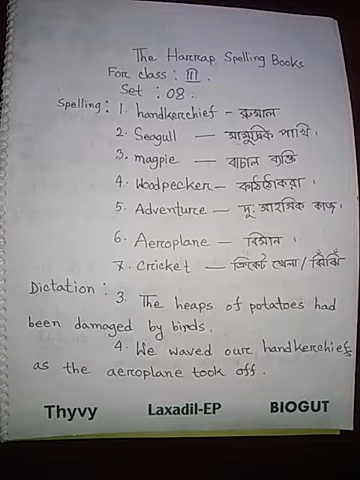 The Harrap Spelling Books
For class : III.
Set : 08.
Spelling : 1. handkerchief - রুমাল
2. Seagull — সামুদ্রিক পাখি।
3. magpie — বাচাল ব্যক্তি
4. Woodpecker — কাঠঠোকরা।
5. Adventure — দুঃসাহসিক কাজ।
6. Aeroplane — বিমান।
7. Cricket — ক্রিকেট খেলা / ঝিঁঝিঁ
Dictation : 3. The heaps of potatoes had
been damaged by birds.
4. We waved our handkerchiefs
as the aeroplane took off.
Thyvy Laxadil-EP BIOGUT